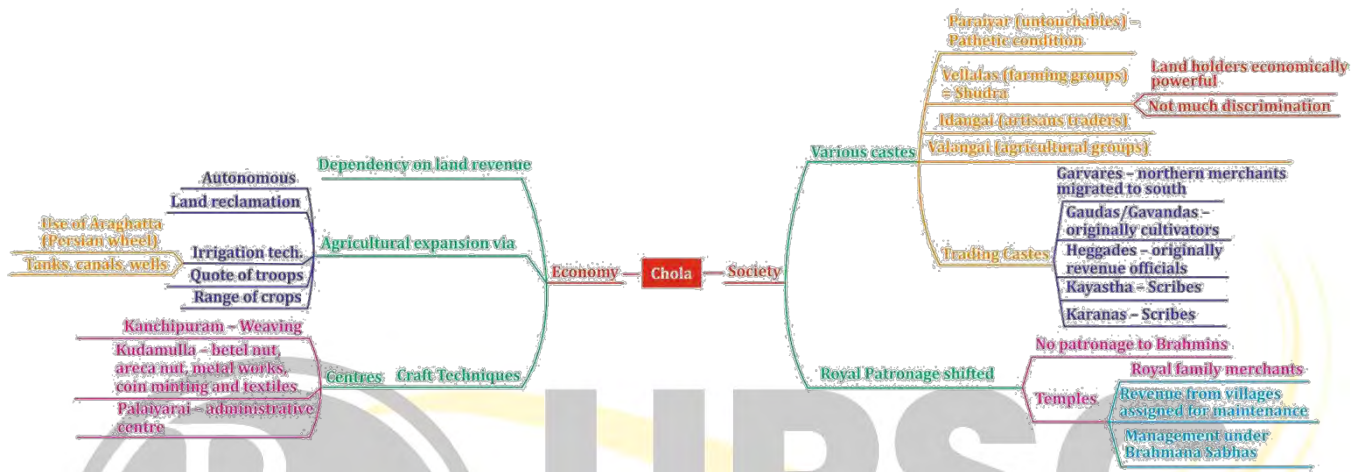 Chola
Economy
Dependency on land revenue
Agricultural expansion via
Autonomous
Land reclamation
Irrigation tech.
Use of Araghatta
(Persian wheel)
Tanks, canals, wells
Quote of troops
Range of crops
Craft Techniques
Centres
Kanchipuram – Weaving
Kudamulla – betel nut,
areca nut, metal works,
coin minting and textiles
Palaiyarai – administrative
centre
Society
Various castes
Paraiyar (untouchables) –
Pathetic condition
Vellalas (farming groups)
= Shudra
Land holders economically
powerful
Not much discrimination
Idangai (artisans traders)
Valangai (agricultural groups)
Trading Castes
Garvares – northern merchants
migrated to south
Gaudas/Gavandas –
originally cultivators
Heggades – originally
revenue officials
Kayastha – Scribes
Karanas – Scribes
Royal Patronage shifted
No patronage to Brahmins
Temples
Royal family merchants
Revenue from villages
assigned for maintenance
Management under
Brahmana Sabhas
UPSC